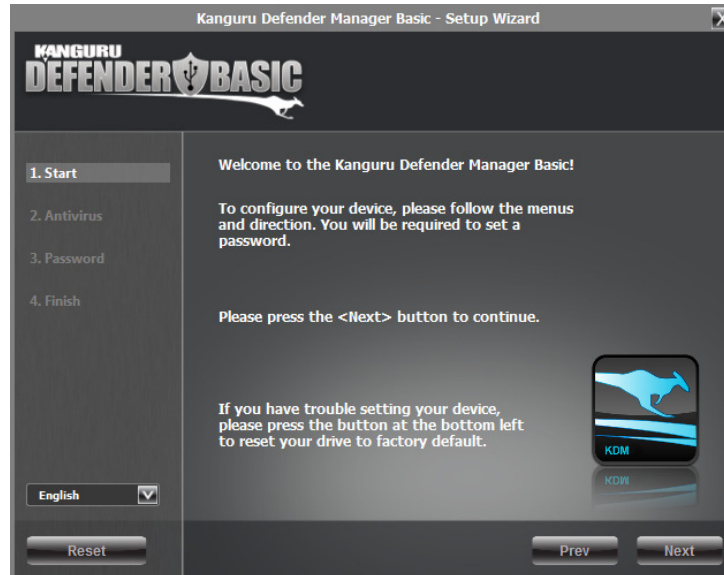 Kanguru Defender Manager Basic - Setup Wizard
KANGURU
DEFENDER BASIC
1. Start
2. Antivirus
3. Password
4. Finish
Welcome to the Kanguru Defender Manager Basic!
To configure your device, please follow the menus
and direction. You will be required to set a
password.
Please press the <Next> button to continue.
If you have trouble setting your device,
please press the button at the bottom left
to reset your drive to factory default.
KDM
English
Reset
Prev
Next